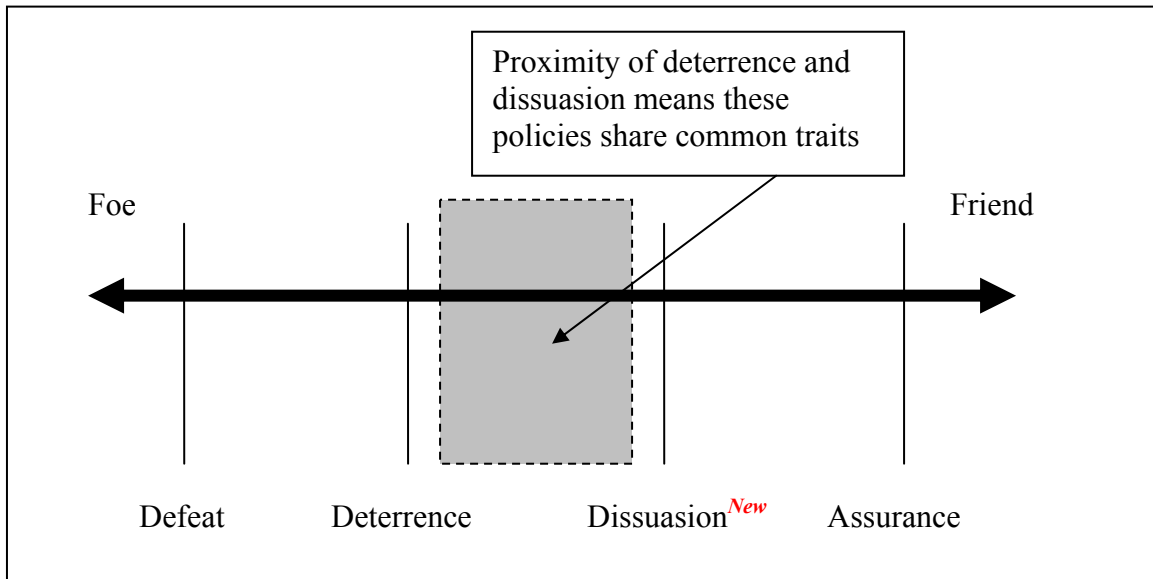 Proximity of deterrence and
dissuasion means these
policies share common traits
Foe
Friend
Defeat
Deterrence
Dissuasion New
Assurance